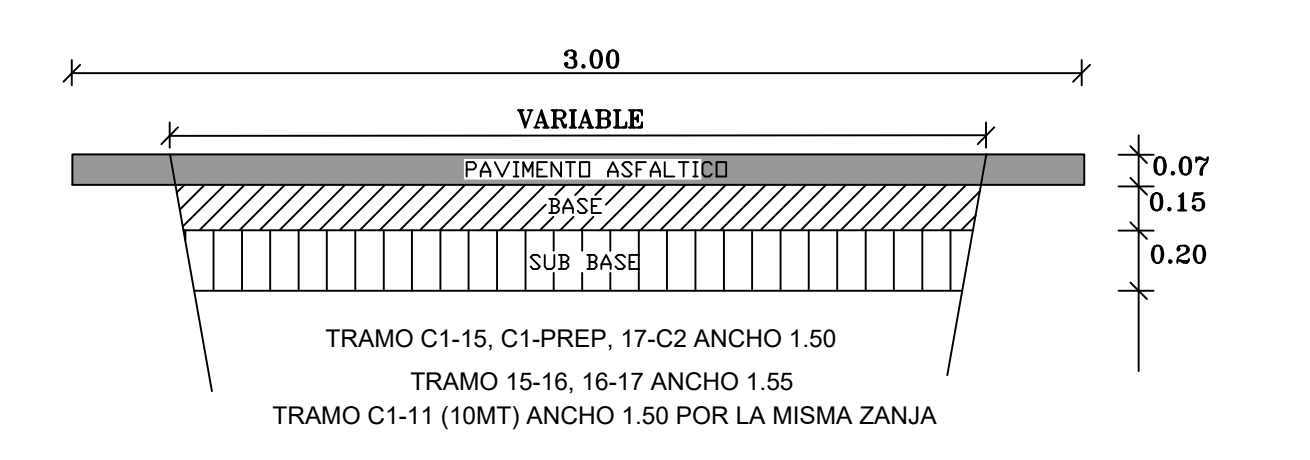 3.00
VARIABLE
PAVIMENTO ASFALTICO
0.07
BASE
0.15
SUB BASE
0.20
TRAMO C1-15, C1-PREP, 17-C2 ANCHO 1.50
TRAMO 15-16, 16-17 ANCHO 1.55
TRAMO C1-11 (10MT) ANCHO 1.50 POR LA MISMA ZANJA